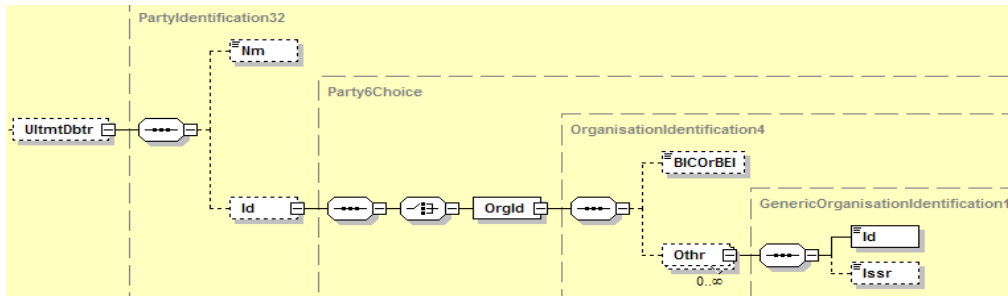 PartyIdentification32
Nm
Party6Choice
UltmtDbtr
OrganisationIdentification4
BICOrBEI
GenericOrganisationIdentification1
Id
OrgId
Id
Othr
Issr
0..∞